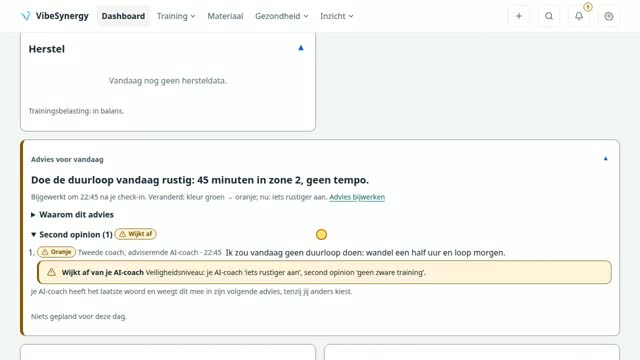 VibeSynergy Dashboard Training Materiaal Gezondheid Inzicht 1
Herstel
Vandaag nog geen hersteldata.
Trainingsbelasting: in balans.
Advies voor vandaag
Doe de duurloop vandaag rustig: 45 minuten in zone 2, geen tempo.
Bijgewerkt om 22:45 na je check-in. Veranderd: kleur groen → oranje; nu: iets rustiger aan. Advies bijwerken
Waarom dit advies
Second opinion (1) Wijkt af
1. Oranje Tweede coach, adviserende AI-coach · 22:45 Ik zou vandaag geen duurloop doen: wandel een half uur en loop morgen.
Wijkt af van je AI-coach Veiligheidsniveau: je AI-coach ‘iets rustiger aan’, second opinion ‘geen zware training’.
Je AI-coach heeft het laatste woord en weegt dit mee in zijn volgende advies, tenzij jij anders kiest.
Niets gepland voor deze dag.